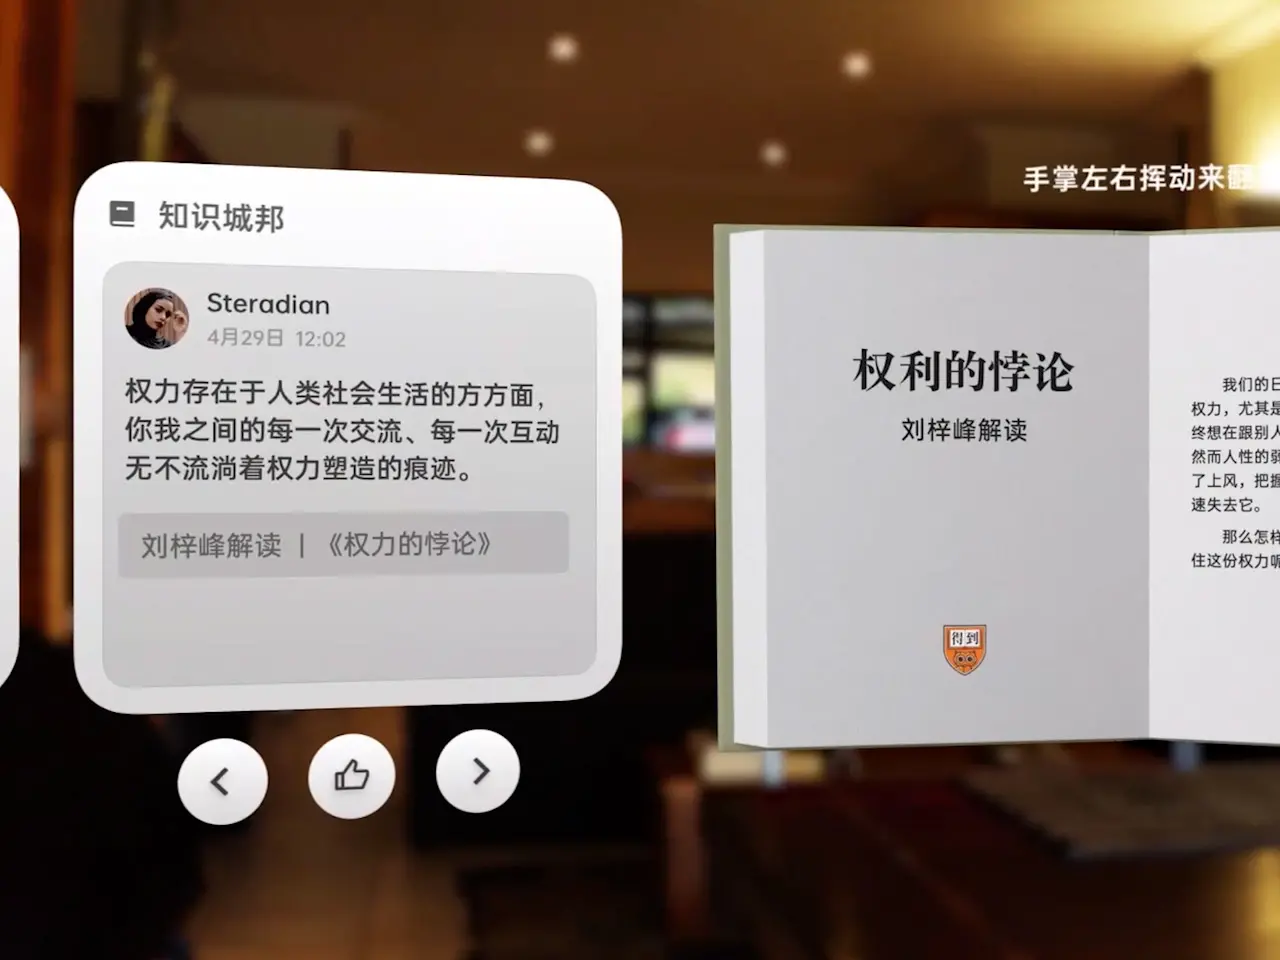 知识城邦
Steradian
4月29日 12:02
权力存在于人类社会生活的方方面，
你我之间的每一次交流、每一次互动
无不流淌着权力塑造的痕迹。
刘梓峰解读 | 《权力的悖论》
手掌左右挥动来翻
权利的悖论
刘梓峰解读
得到
我们的日
权力，尤其是
终想在跟别人
然而人性的弱
了上风，把握
速失去它。
那么怎样
住这份权力呢